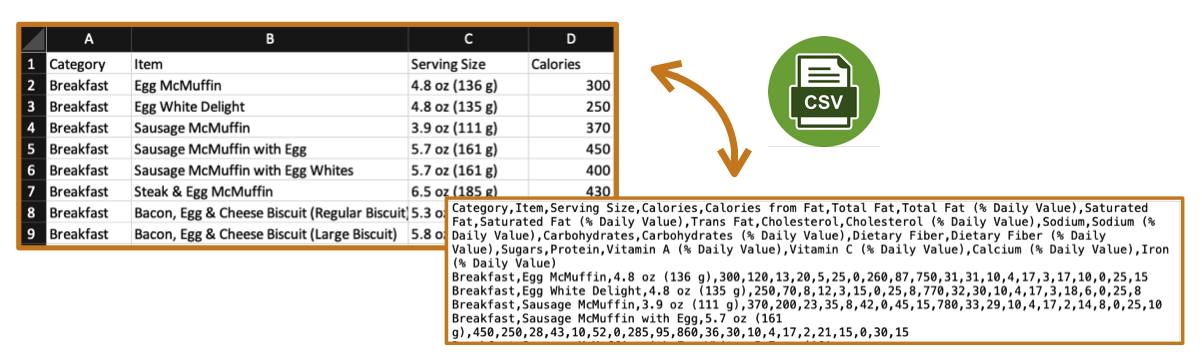 A B C D
1 Category Item Serving Size Calories
2 Breakfast Egg McMuffin 4.8 oz (136 g) 300
3 Breakfast Egg White Delight 4.8 oz (135 g) 250
4 Breakfast Sausage McMuffin 3.9 oz (111 g) 370
5 Breakfast Sausage McMuffin with Egg 5.7 oz (161 g) 450
6 Breakfast Sausage McMuffin with Egg Whites 5.7 oz (161 g) 400
7 Breakfast Steak & Egg McMuffin 6.5 oz (185 g) 430
8 Breakfast Bacon, Egg & Cheese Biscuit (Regular Biscuit) 5.3 oz
9 Breakfast Bacon, Egg & Cheese Biscuit (Large Biscuit) 5.8 oz
CSV
Category,Item,Serving Size,Calories,Calories from Fat,Total Fat,Total Fat (% Daily Value),Saturated
Fat,Saturated Fat (% Daily Value),Trans Fat,Cholesterol,Cholesterol (% Daily Value),Sodium,Sodium (%
Daily Value),Carbohydrates,Carbohydrates (% Daily Value),Dietary Fiber,Dietary Fiber (% Daily
Value),Sugars,Protein,Vitamin A (% Daily Value),Vitamin C (% Daily Value),Calcium (% Daily Value),Iron
(% Daily Value)
Breakfast,Egg McMuffin,4.8 oz (136 g),300,120,13,20,5,25,0,260,87,750,31,31,10,4,17,3,17,10,0,25,15
Breakfast,Egg White Delight,4.8 oz (135 g),250,70,8,12,3,15,0,25,8,770,32,30,10,4,17,3,18,6,0,25,8
Breakfast,Sausage McMuffin,3.9 oz (111 g),370,200,23,35,8,42,0,45,15,780,33,29,10,4,17,2,14,8,0,25,10
Breakfast,Sausage McMuffin with Egg,5.7 oz (161
g),450,250,28,43,10,52,0,285,95,860,36,30,10,4,17,2,21,15,0,30,15